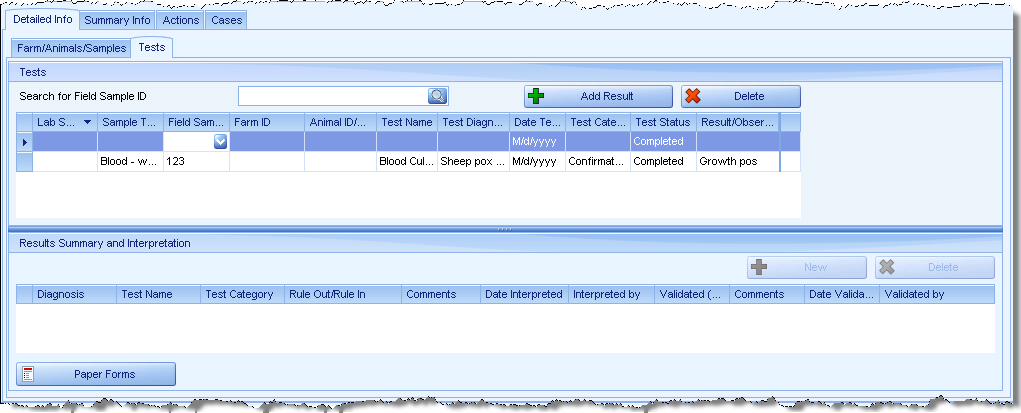 Detailed Info Summary Info Actions Cases
Farm/Animals/Samples Tests
Tests
Search for Field Sample ID Add Result Delete
Lab S... Sample T... Field Sam... Farm ID Animal ID/... Test Name Test Diagn... Date Te... Test Cate... Test Status Result/Obser...
M/d/yyyy Completed
Blood - w... 123 Blood Cul... Sheep pox ... M/d/yyyy Confirmat... Completed Growth pos
Results Summary and Interpretation
New Delete
Diagnosis Test Name Test Category Rule Out/Rule In Comments Date Interpreted Interpreted by Validated (... Comments Date Valida... Validated by
Paper Forms